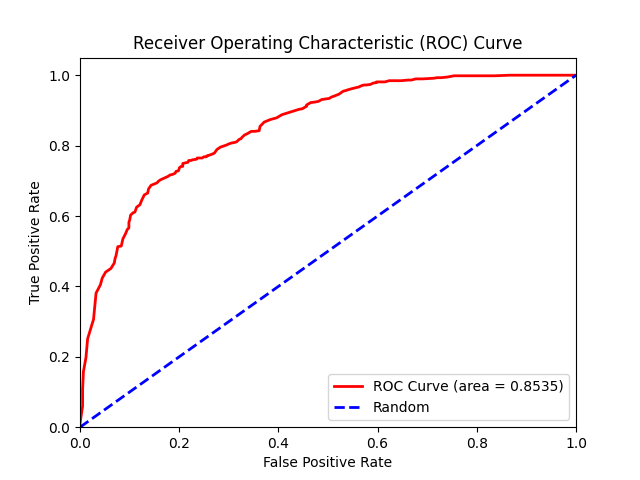 Receiver Operating Characteristic (ROC) Curve
1.0
0.8
0.6
0.4
0.2
0.0
True Positive Rate
ROC Curve (area = 0.8535)
Random
0.0 0.2 0.4 0.6 0.8 1.0
False Positive Rate